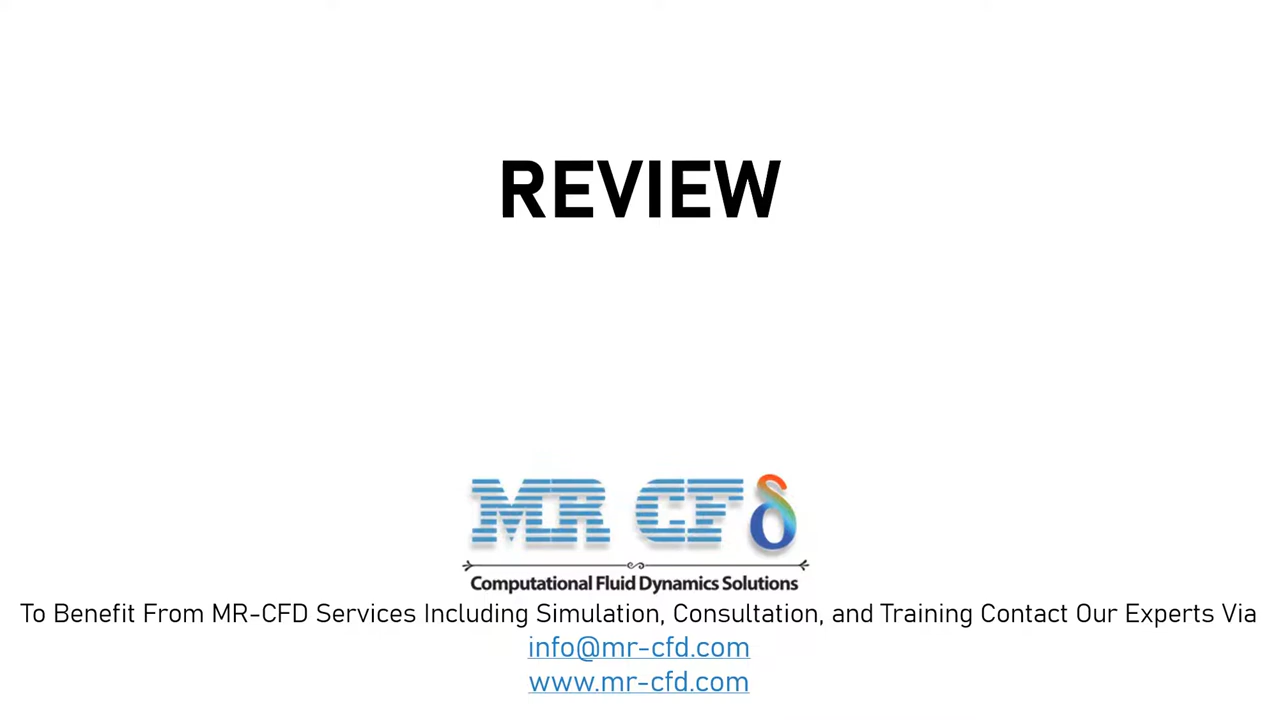 REVIEW
MR CFδ
Computational Fluid Dynamics Solutions
To Benefit From MR-CFD Services Including Simulation, Consultation, and Training Contact Our Experts Via
info@mr-cfd.com
www.mr-cfd.com